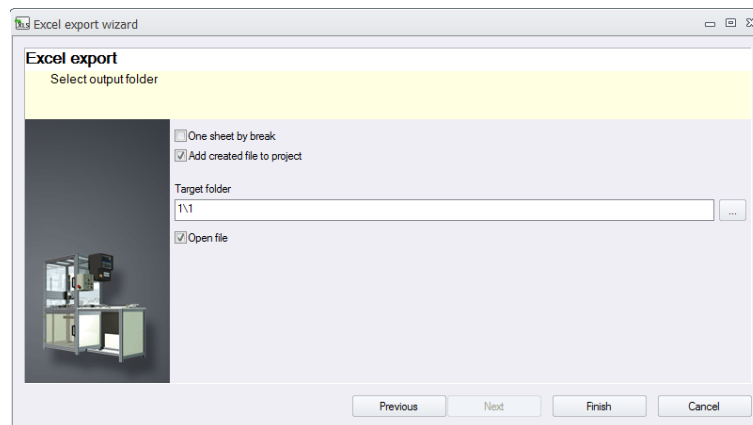 XLS Excel export wizard
Excel export
Select output folder
One sheet by break
Add created file to project
Target folder
1\1
...
Open file
Previous
Next
Finish
Cancel